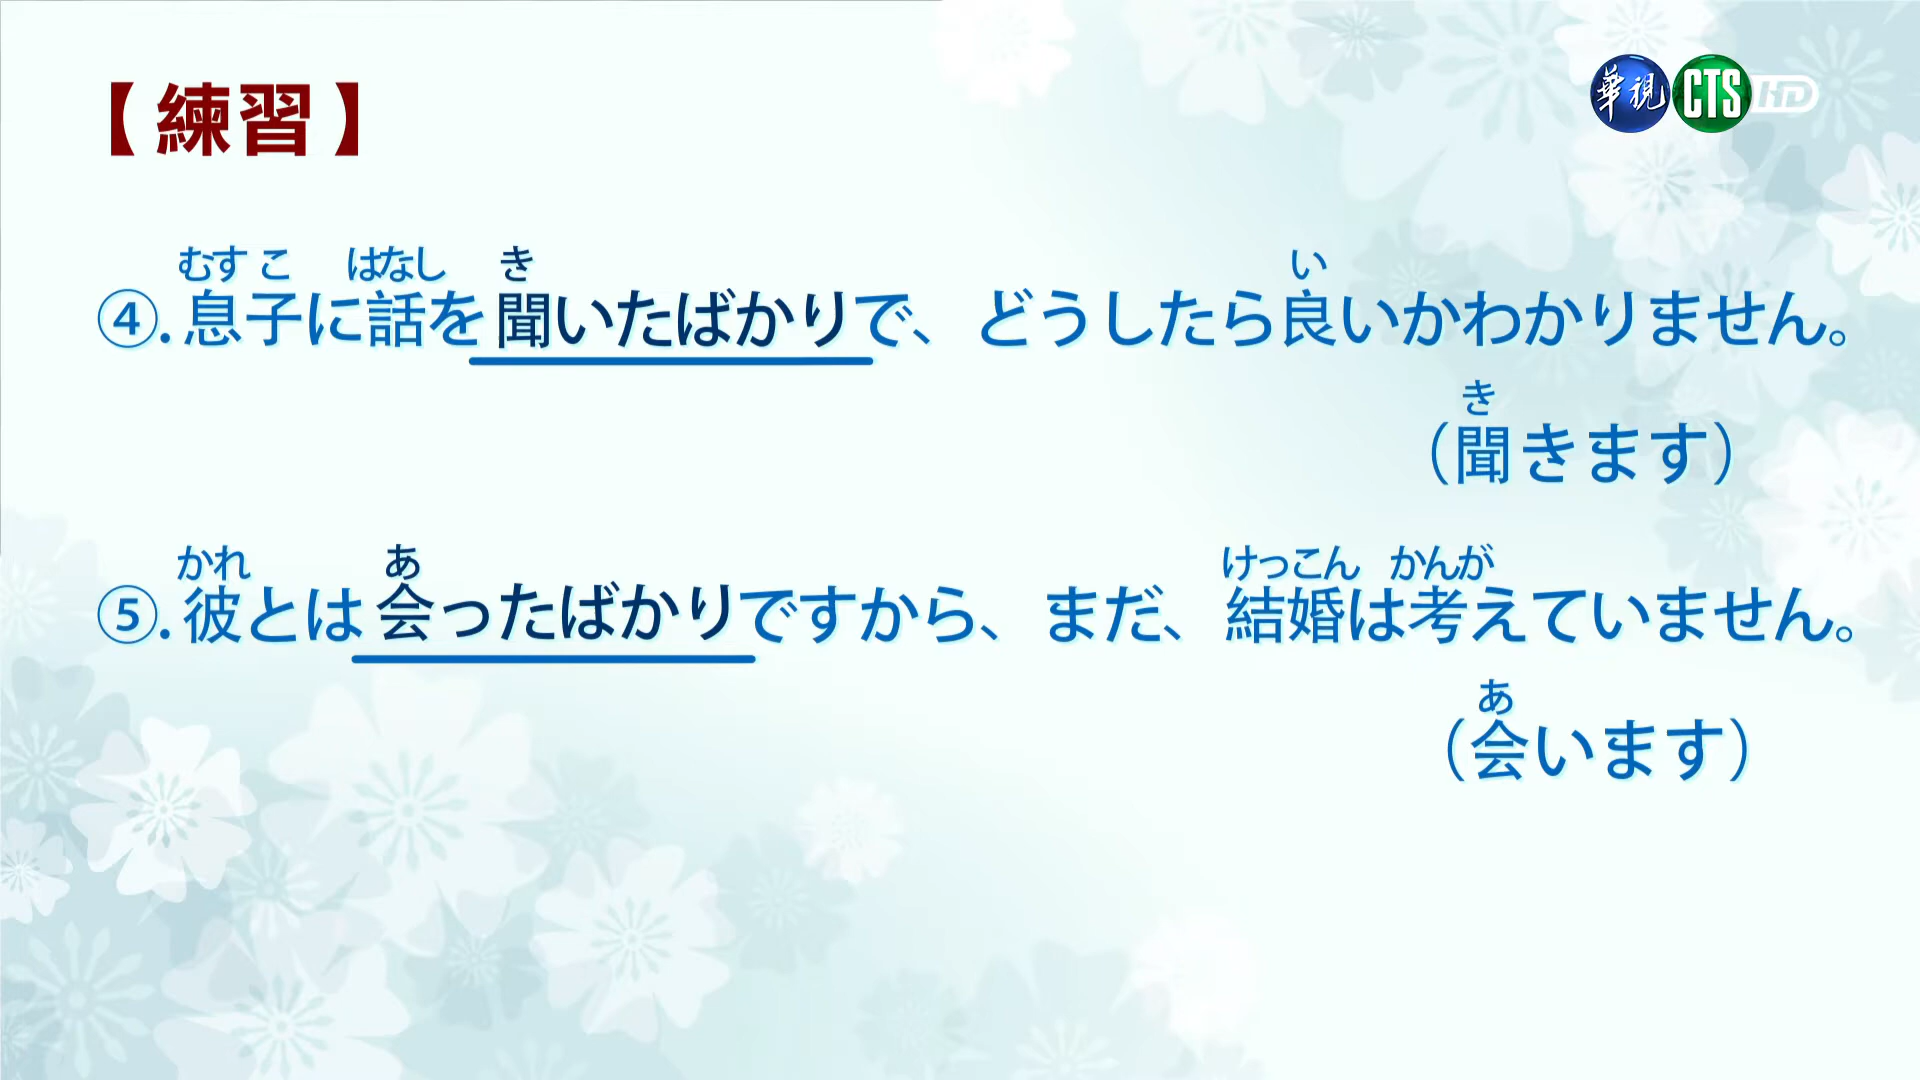 【練習】
華視 CTS HD
むすこ はなし き い
④. 息子に話を聞いたばかりで、どうしたら良いかわかりません。
き
（聞きます）
かれ あ けっこん かんが
⑤. 彼とは会ったばかりですから、まだ、結婚は考えていません。
あ
（会います）